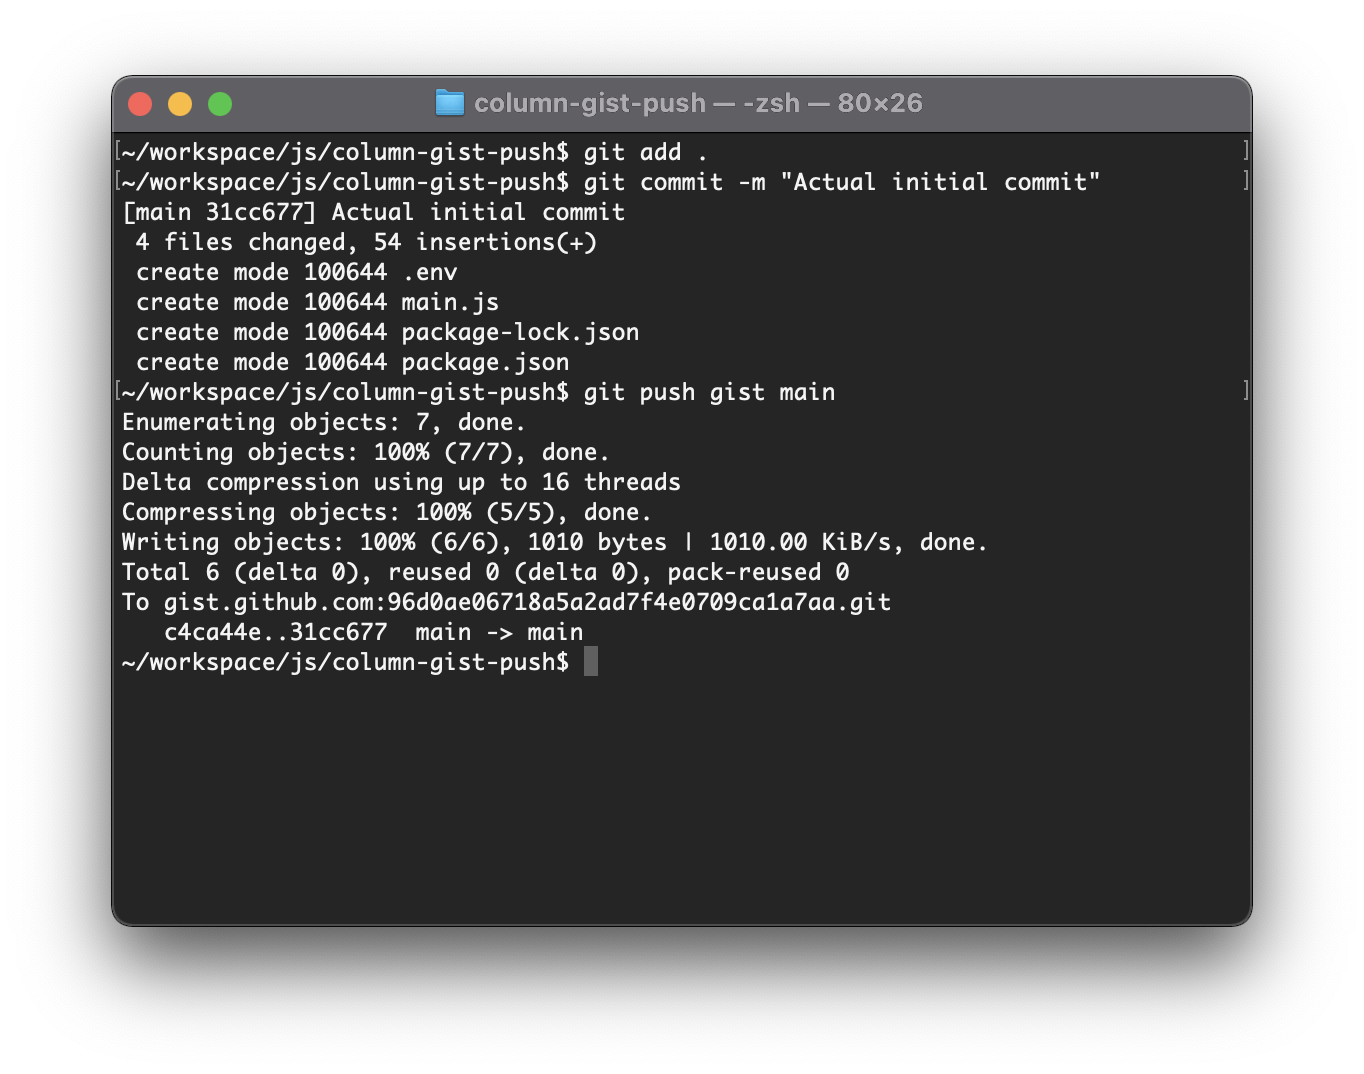 column-gist-push — -zsh — 80×26
[~/workspace/js/column-gist-push$ git add . ]
[~/workspace/js/column-gist-push$ git commit -m "Actual initial commit" ]
[main 31cc677] Actual initial commit
 4 files changed, 54 insertions(+)
 create mode 100644 .env
 create mode 100644 main.js
 create mode 100644 package-lock.json
 create mode 100644 package.json
[~/workspace/js/column-gist-push$ git push gist main ]
Enumerating objects: 7, done.
Counting objects: 100% (7/7), done.
Delta compression using up to 16 threads
Compressing objects: 100% (5/5), done.
Writing objects: 100% (6/6), 1010 bytes | 1010.00 KiB/s, done.
Total 6 (delta 0), reused 0 (delta 0), pack-reused 0
To gist.github.com:96d0ae06718a5a2ad7f4e0709ca1a7aa.git
   c4ca44e..31cc677  main -> main
~/workspace/js/column-gist-push$